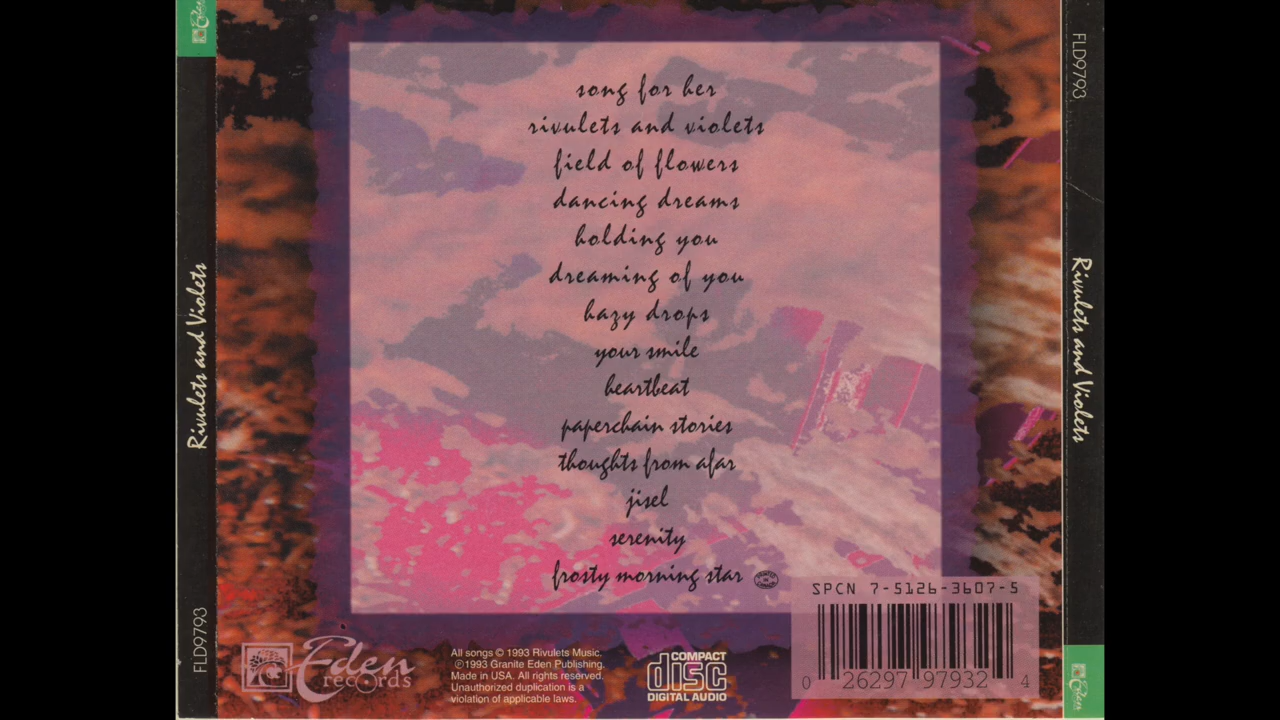 song for her
rivulets and violets
field of flowers
dancing dreams
holding you
dreaming of you
hazy drops
your smile
heartbeat
paperchain stories
thoughts from afar
jisel
serenity
frosty morning star
SPCN 7-5126-3607-5
0 26297 97932 4
Eden
records
All songs © 1993 Rivulets Music.
℗1993 Granite Eden Publishing.
Made in USA. All rights reserved.
Unauthorized duplication is a
violation of applicable laws.
COMPACT
disc
DIGITAL AUDIO
Eden
Rivulets and Violets
FLD9793
FLD9793
Rivulets and Violets
Eden